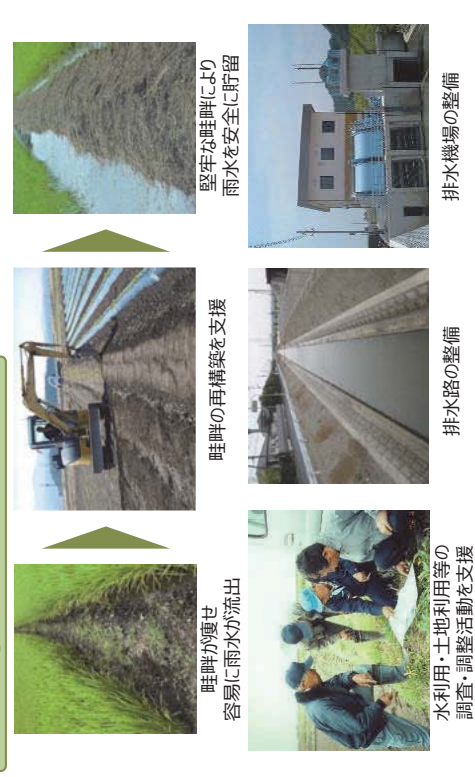 畦畔が痩せ
容易に雨水が流出
畦畔の再構築を支援
堅牢な畦畔により
雨水を安全に貯留
水利用・土地利用等の
調査・調整活動を支援
排水路の整備
排水機場の整備